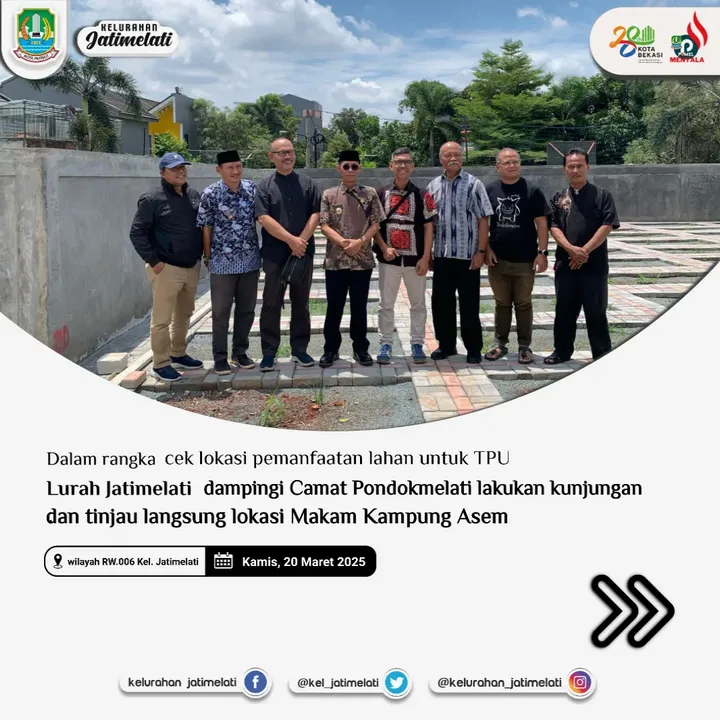 KELURAHAN
Jatimelati
28 KOTA
BEKASI
Dalam rangka cek lokasi pemanfaatan lahan untuk TPU
Lurah Jatimelati dampingi Camat Pondokmelati lakukan kunjungan
dan tinjau langsung lokasi Makam Kampung Asem
wilayah RW.006 Kel. Jatimelati
Kamis, 20 Maret 2025
kelurahan jatimelati
@kel_jatimelati
@kelurahan_jatimelati